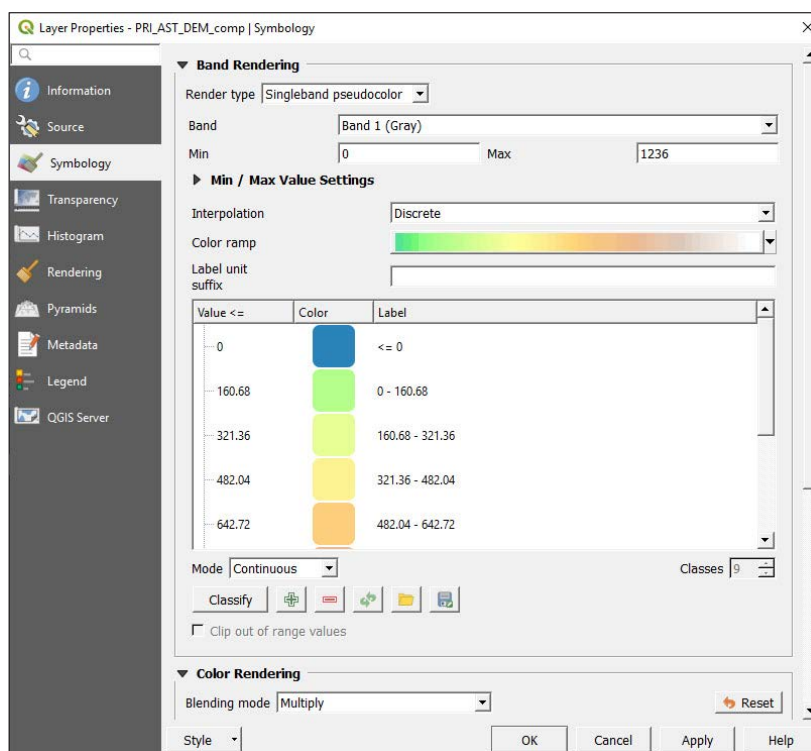 Layer Properties - PRI_AST_DEM_comp | Symbology
Information
Source
Symbology
Transparency
Histogram
Rendering
Pyramids
Metadata
Legend
QGIS Server
Band Rendering
Render type Singleband pseudocolor
Band Band 1 (Gray)
Min 0 Max 1236
Min / Max Value Settings
Interpolation Discrete
Color ramp
Label unit
suffix
Value <= Color Label
0 <= 0
160.68 0 - 160.68
321.36 160.68 - 321.36
482.04 321.36 - 482.04
642.72 482.04 - 642.72
Mode Continuous Classes 9
Classify
Clip out of range values
Color Rendering
Blending mode Multiply Reset
Style OK Cancel Apply Help